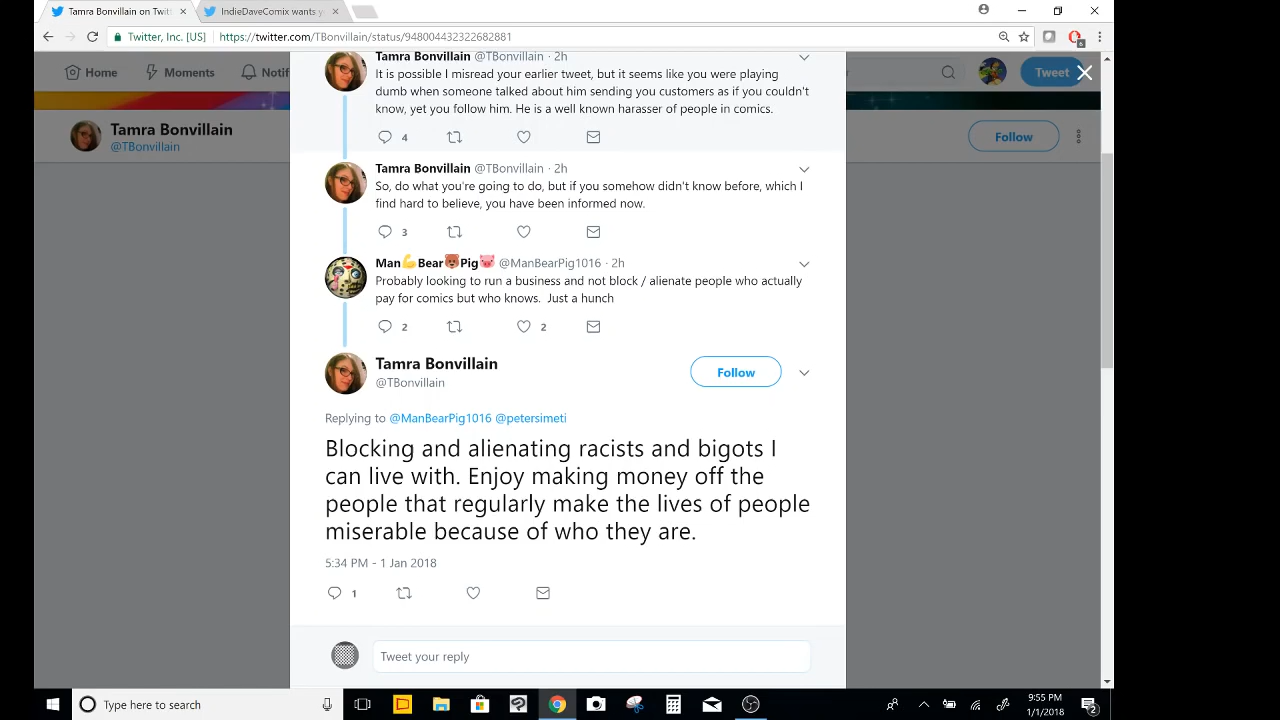 Tamra Bonvillain on Twitt
IndieDaveComix wants y
Twitter, Inc. [US]
https://twitter.com/TBonvillain/status/948004432322682881
Home
Moments
Notif
Tweet
Tamra Bonvillain
@TBonvillain
Follow
Tamra Bonvillain @TBonvillain · 2h
It is possible I misread your earlier tweet, but it seems like you were playing
dumb when someone talked about him sending you customers as if you couldn't
know, yet you follow him. He is a well known harasser of people in comics.
4
Tamra Bonvillain @TBonvillain · 2h
So, do what you're going to do, but if you somehow didn't know before, which I
find hard to believe, you have been informed now.
3
Man💪Bear🐻Pig🐷 @ManBearPig1016 · 2h
Probably looking to run a business and not block / alienate people who actually
pay for comics but who knows. Just a hunch
2 2
Tamra Bonvillain
@TBonvillain
Follow
Replying to @ManBearPig1016 @petersimeti
Blocking and alienating racists and bigots I
can live with. Enjoy making money off the
people that regularly make the lives of people
miserable because of who they are.
5:34 PM - 1 Jan 2018
1
Tweet your reply
Type here to search
9:55 PM
1/1/2018
2